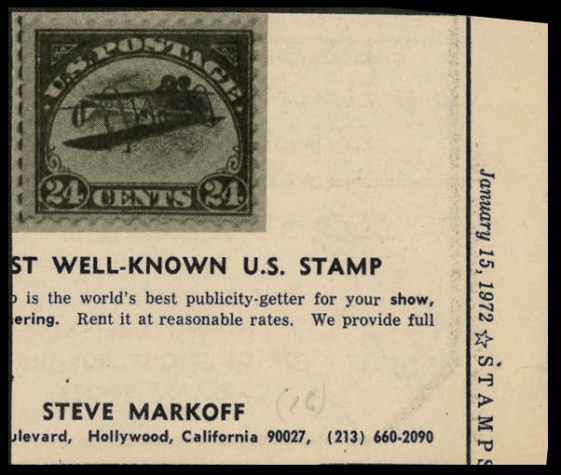 U.S. POSTAGE
24 CENTS 24
ST WELL-KNOWN U.S. STAMP
is the world's best publicity-getter for your show,
ering. Rent it at reasonable rates. We provide full
STEVE MARKOFF
ulevard, Hollywood, California 90027, (213) 660-2090
January 15, 1972 ☆ STAMPS